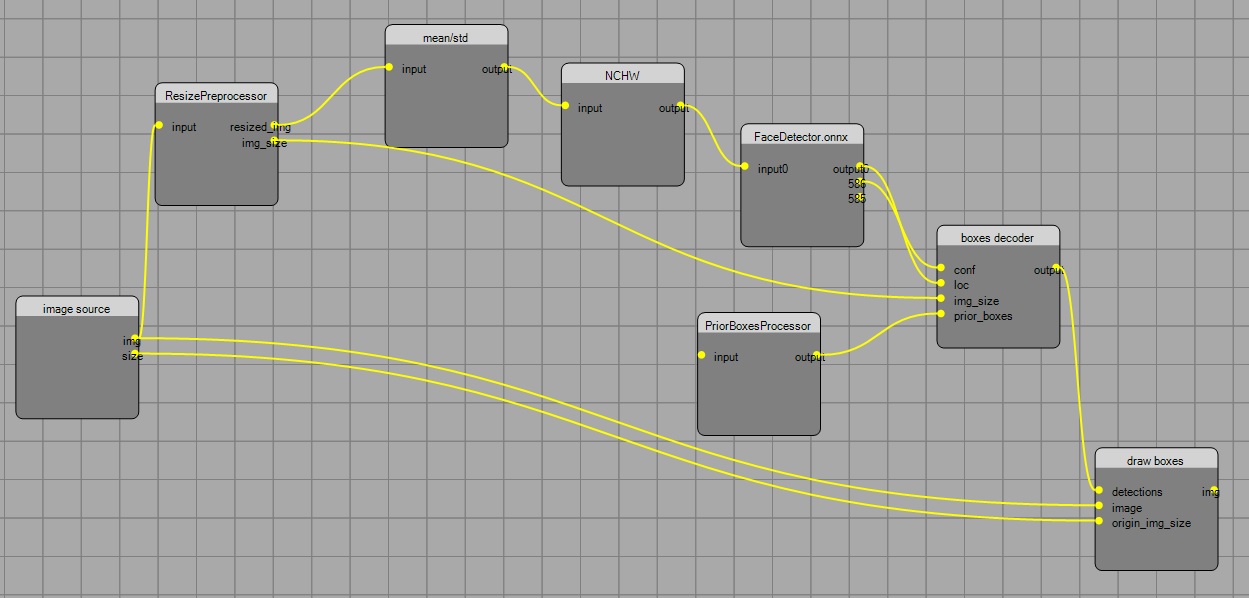 mean/std
input output
NCHW
input output
ResizePreprocessor
input resized_img
img_size
FaceDetector.onnx
input0 output0
586
585
boxes decoder
conf output
loc
img_size
prior_boxes
image source
img
size
PriorBoxesProcessor
input output
draw boxes
detections img
image
origin_img_size